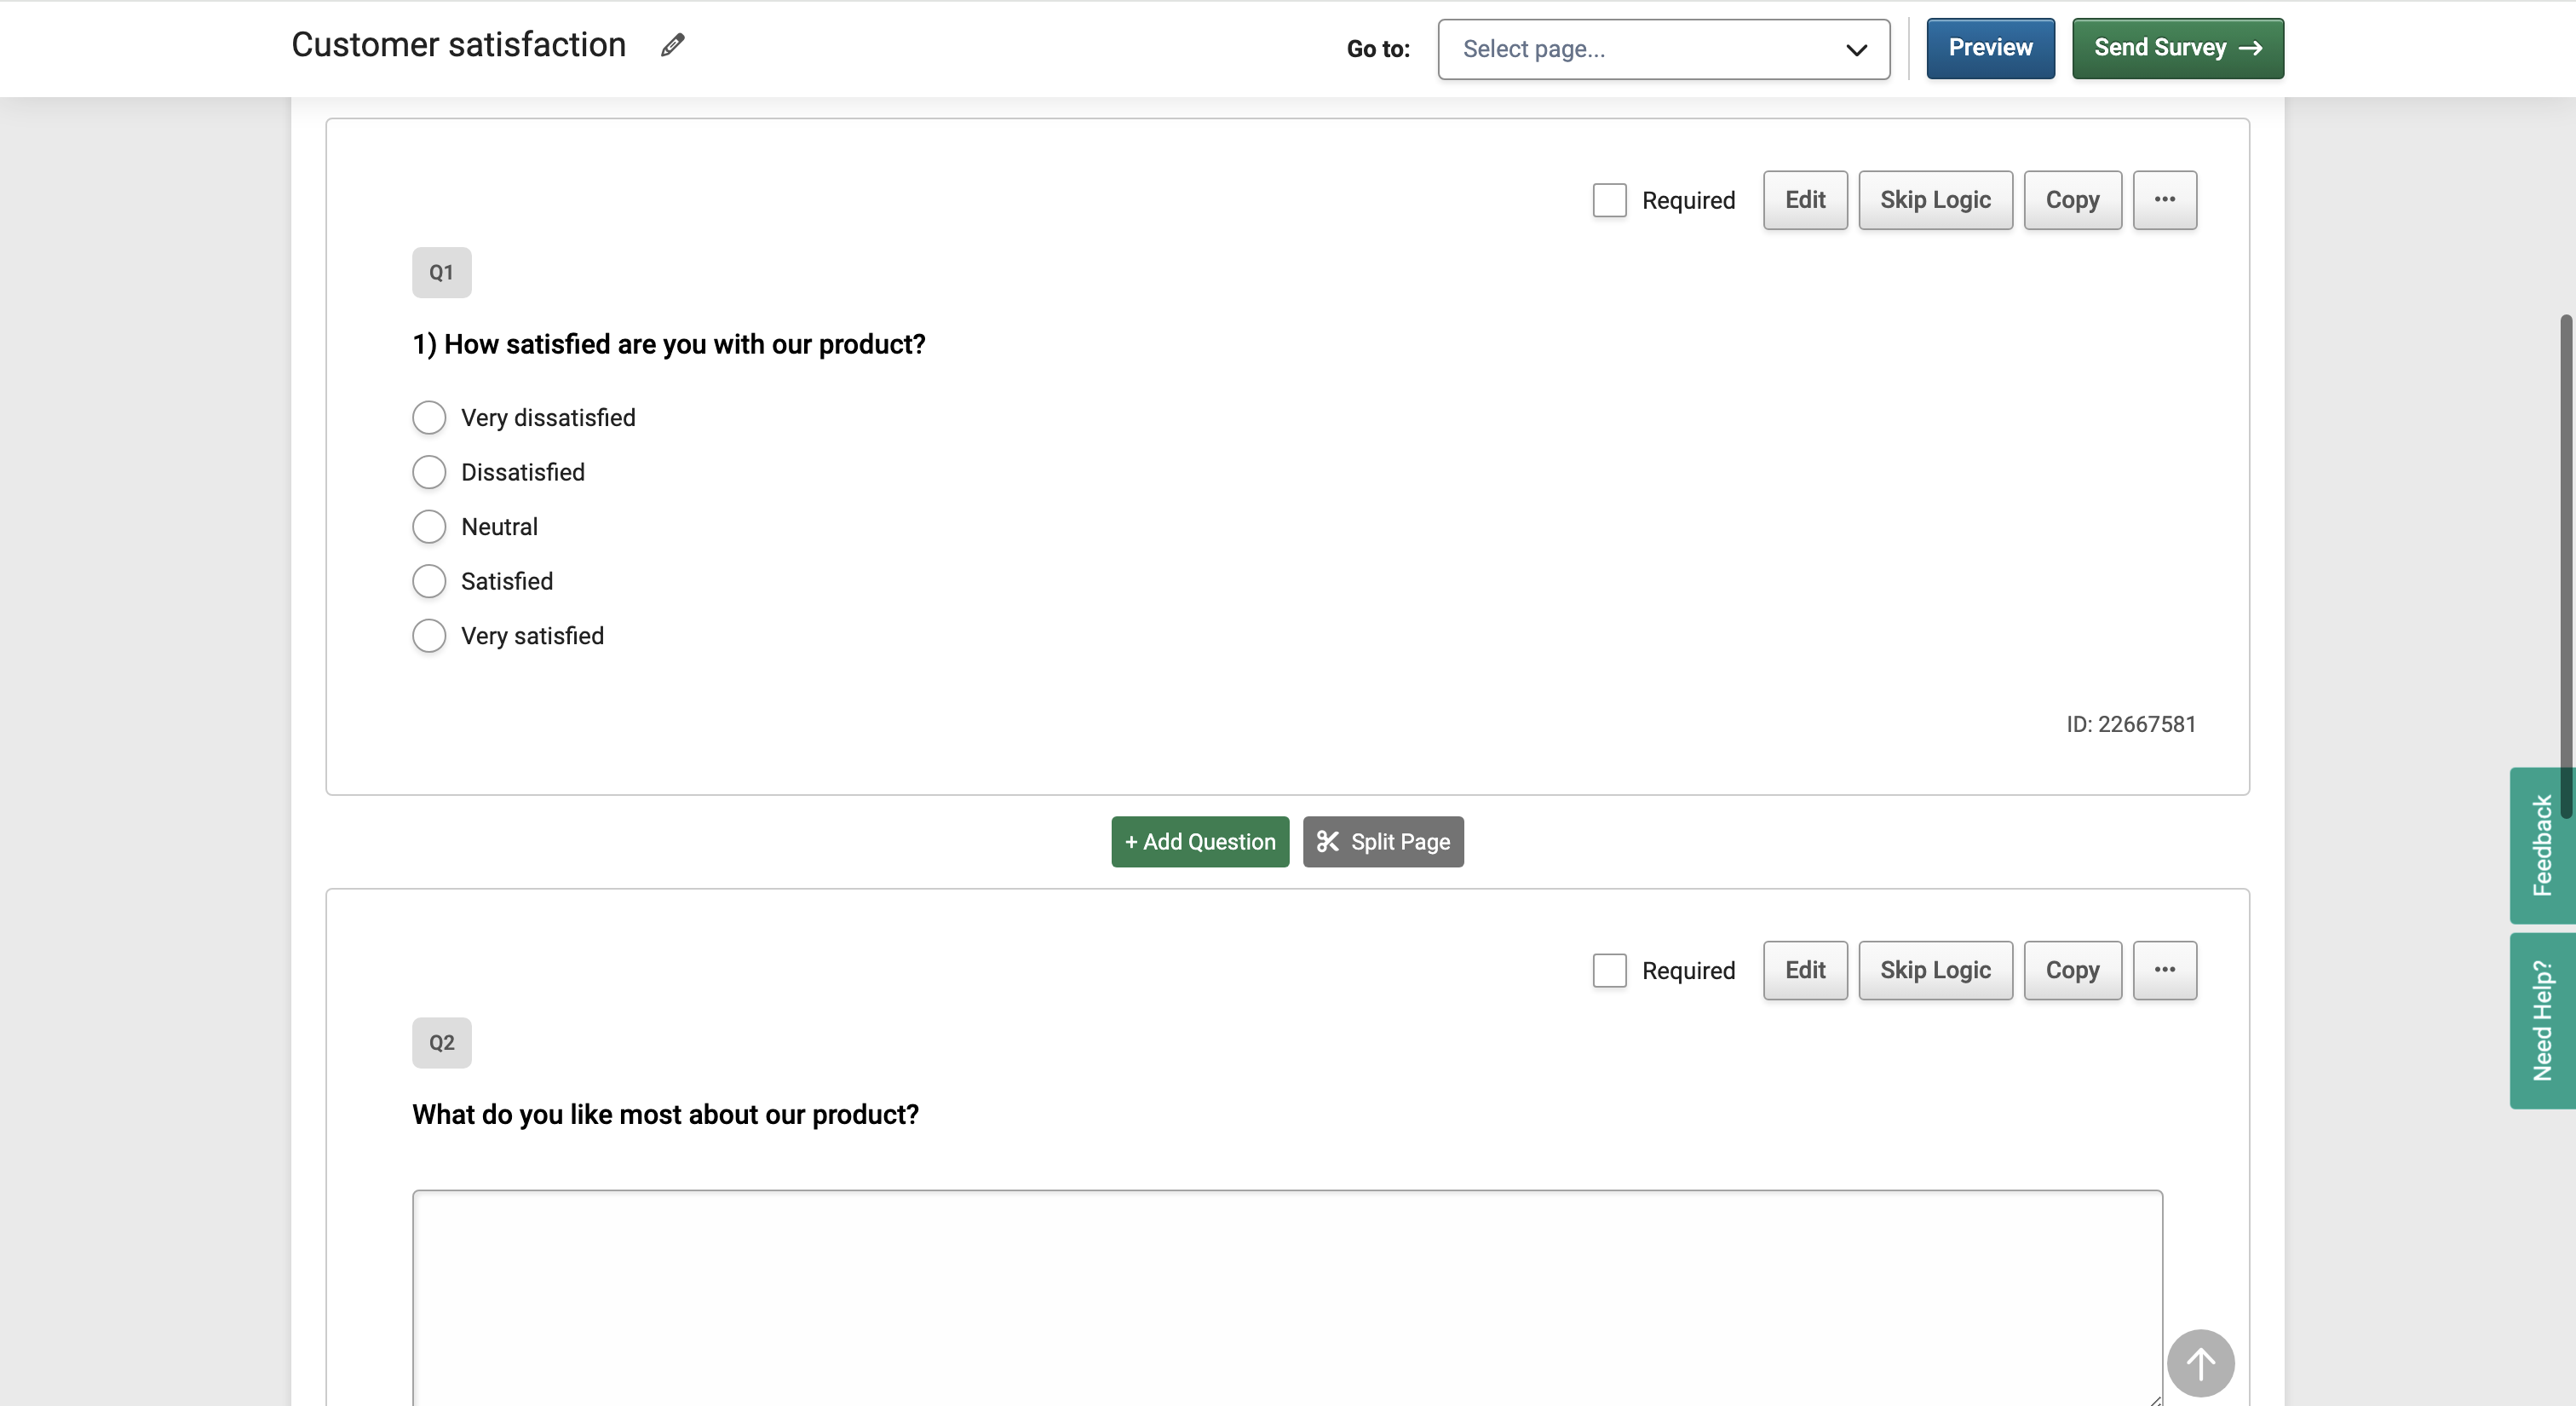 Customer satisfaction
Go to:
Select page...
Preview
Send Survey →
Required
Edit
Skip Logic
Copy
···
Q1
1) How satisfied are you with our product?
Very dissatisfied
Dissatisfied
Neutral
Satisfied
Very satisfied
ID: 22667581
+ Add Question
Split Page
Feedback
Need Help?
Required
Edit
Skip Logic
Copy
···
Q2
What do you like most about our product?